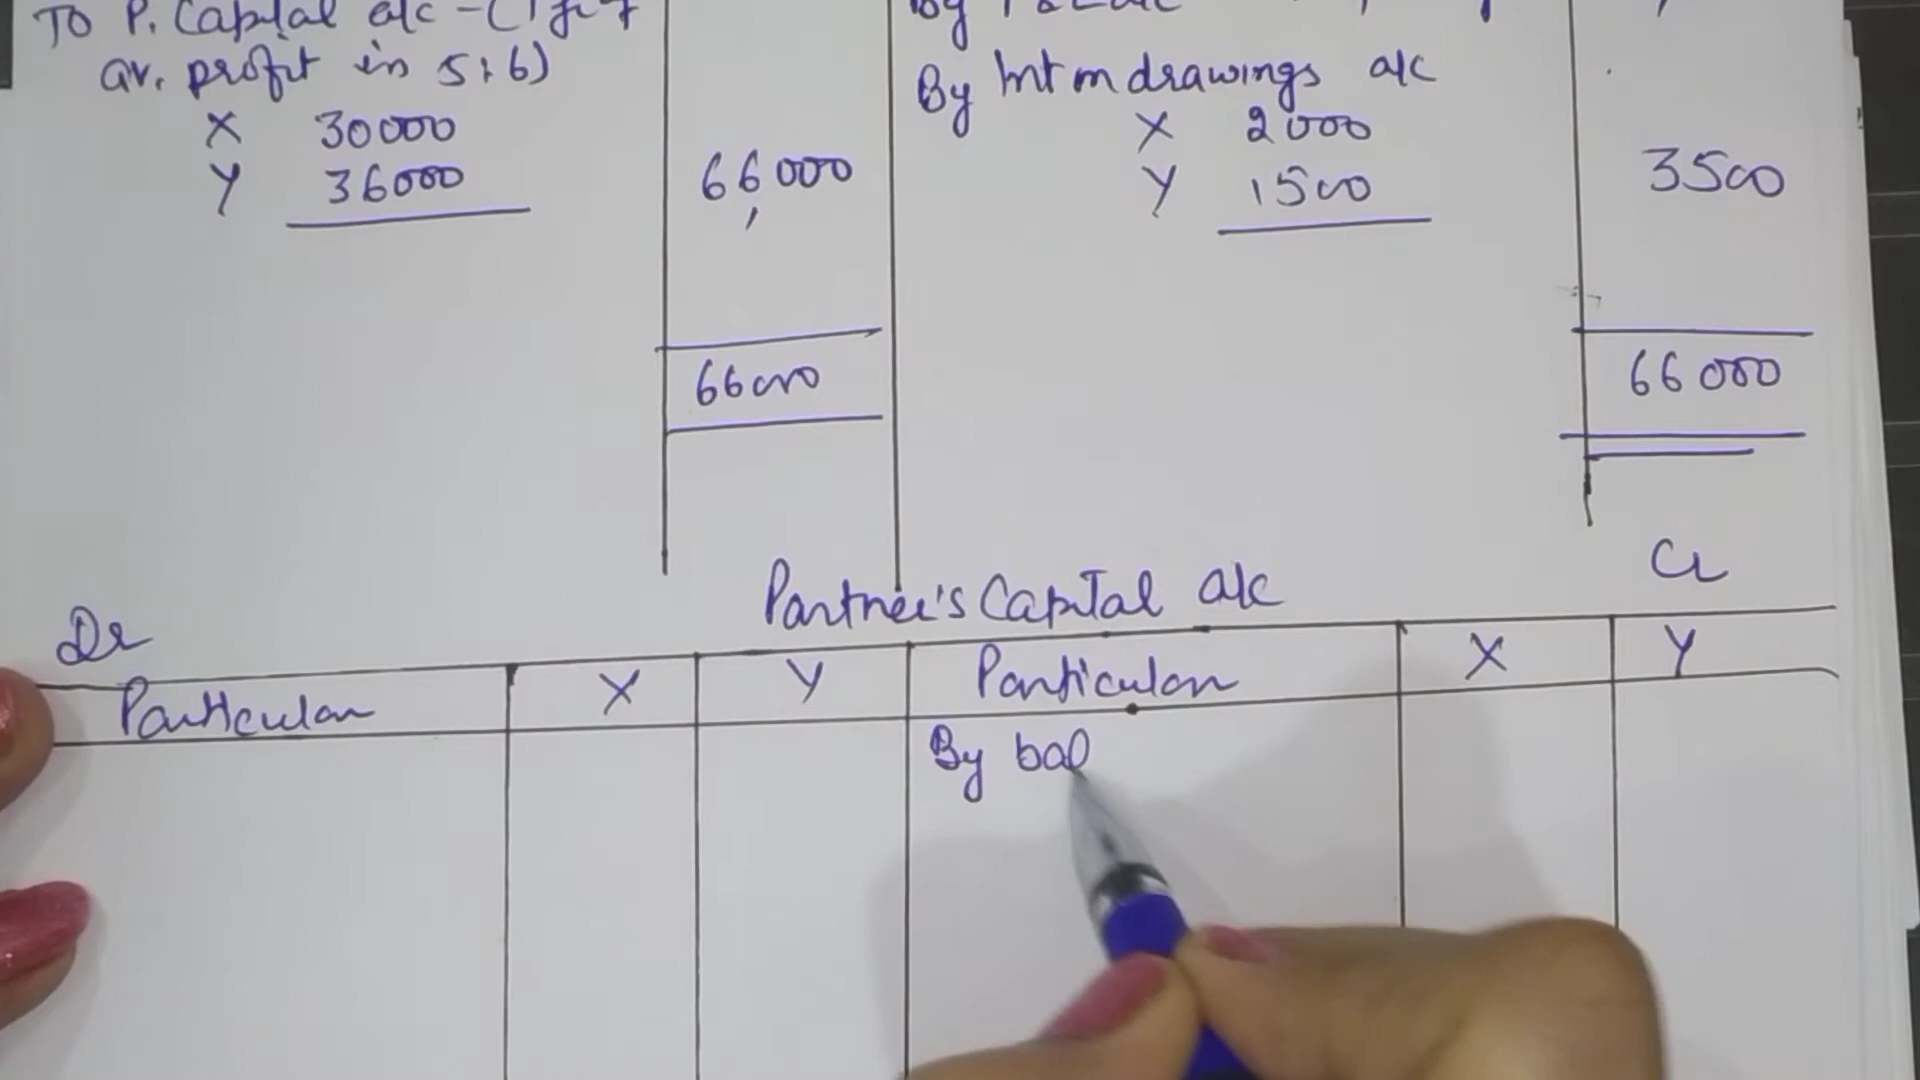 To P. Capital a/c
av. profit in 5:6)
X 30000
Y 36000
66,000
66000
By
By Int on drawings a/c
X 2000
Y 1500
3500
66000
Partner's Capital a/c
Dr
Cr
Particular X Y Particular X Y
By bal